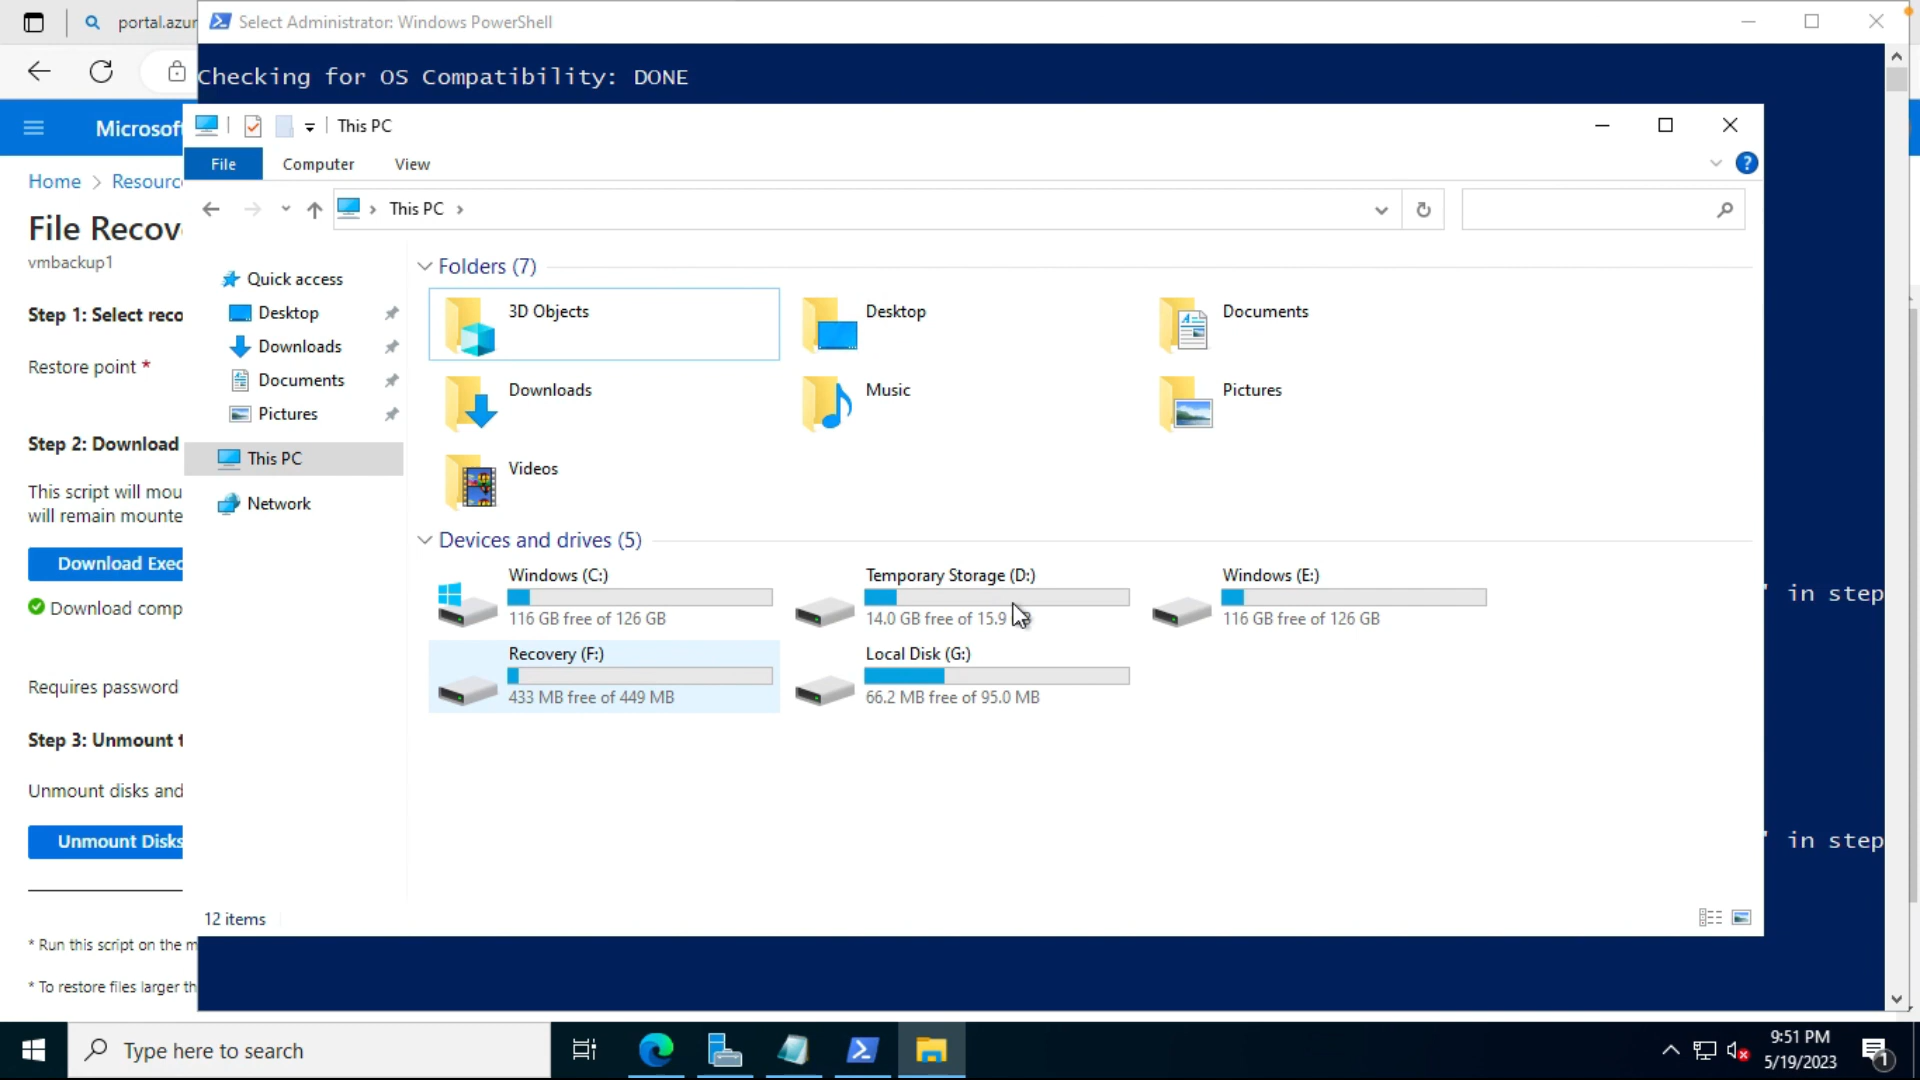 portal.azur
Select Administrator: Windows PowerShell
Checking for OS Compatibility: DONE
Microsof
This PC
File
Computer
View
?
Home > Resourc
This PC
File Recov
vmbackup1
Quick access
Desktop
Downloads
Documents
Pictures
This PC
Network
Folders (7)
3D Objects
Desktop
Documents
Downloads
Music
Pictures
Videos
Devices and drives (5)
Windows (C:)
116 GB free of 126 GB
Temporary Storage (D:)
14.0 GB free of 15.9
Windows (E:)
116 GB free of 126 GB
Recovery (F:)
433 MB free of 449 MB
Local Disk (G:)
66.2 MB free of 95.0 MB
12 items
Step 1: Select reco
Restore point *
Step 2: Download
This script will mou
will remain mounte
Download Exec
Download comp
Requires password
Step 3: Unmount t
Unmount disks and
Unmount Disks
* Run this script on the m
* To restore files larger th
' in step
' in step
Type here to search
9:51 PM
5/19/2023
1